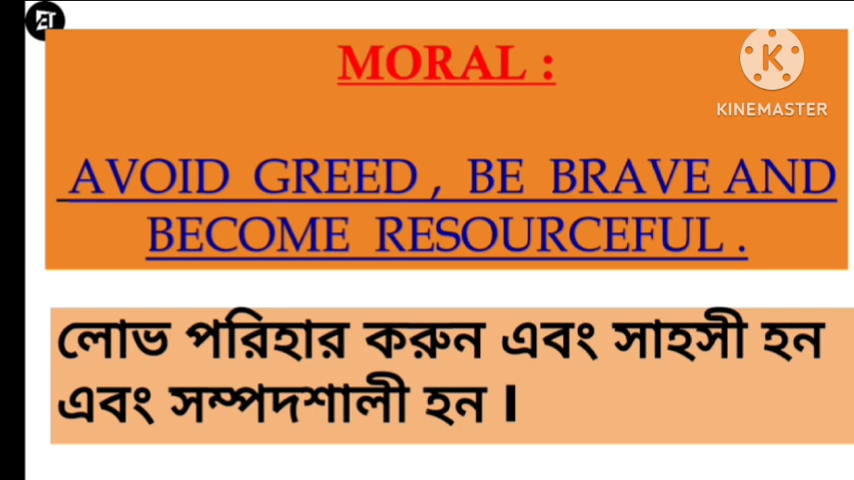 MORAL :
KINEMASTER
AVOID GREED , BE BRAVE AND
BECOME RESOURCEFUL .
লোভ পরিহার করুন এবং সাহসী হন
এবং সম্পদশালী হন ।